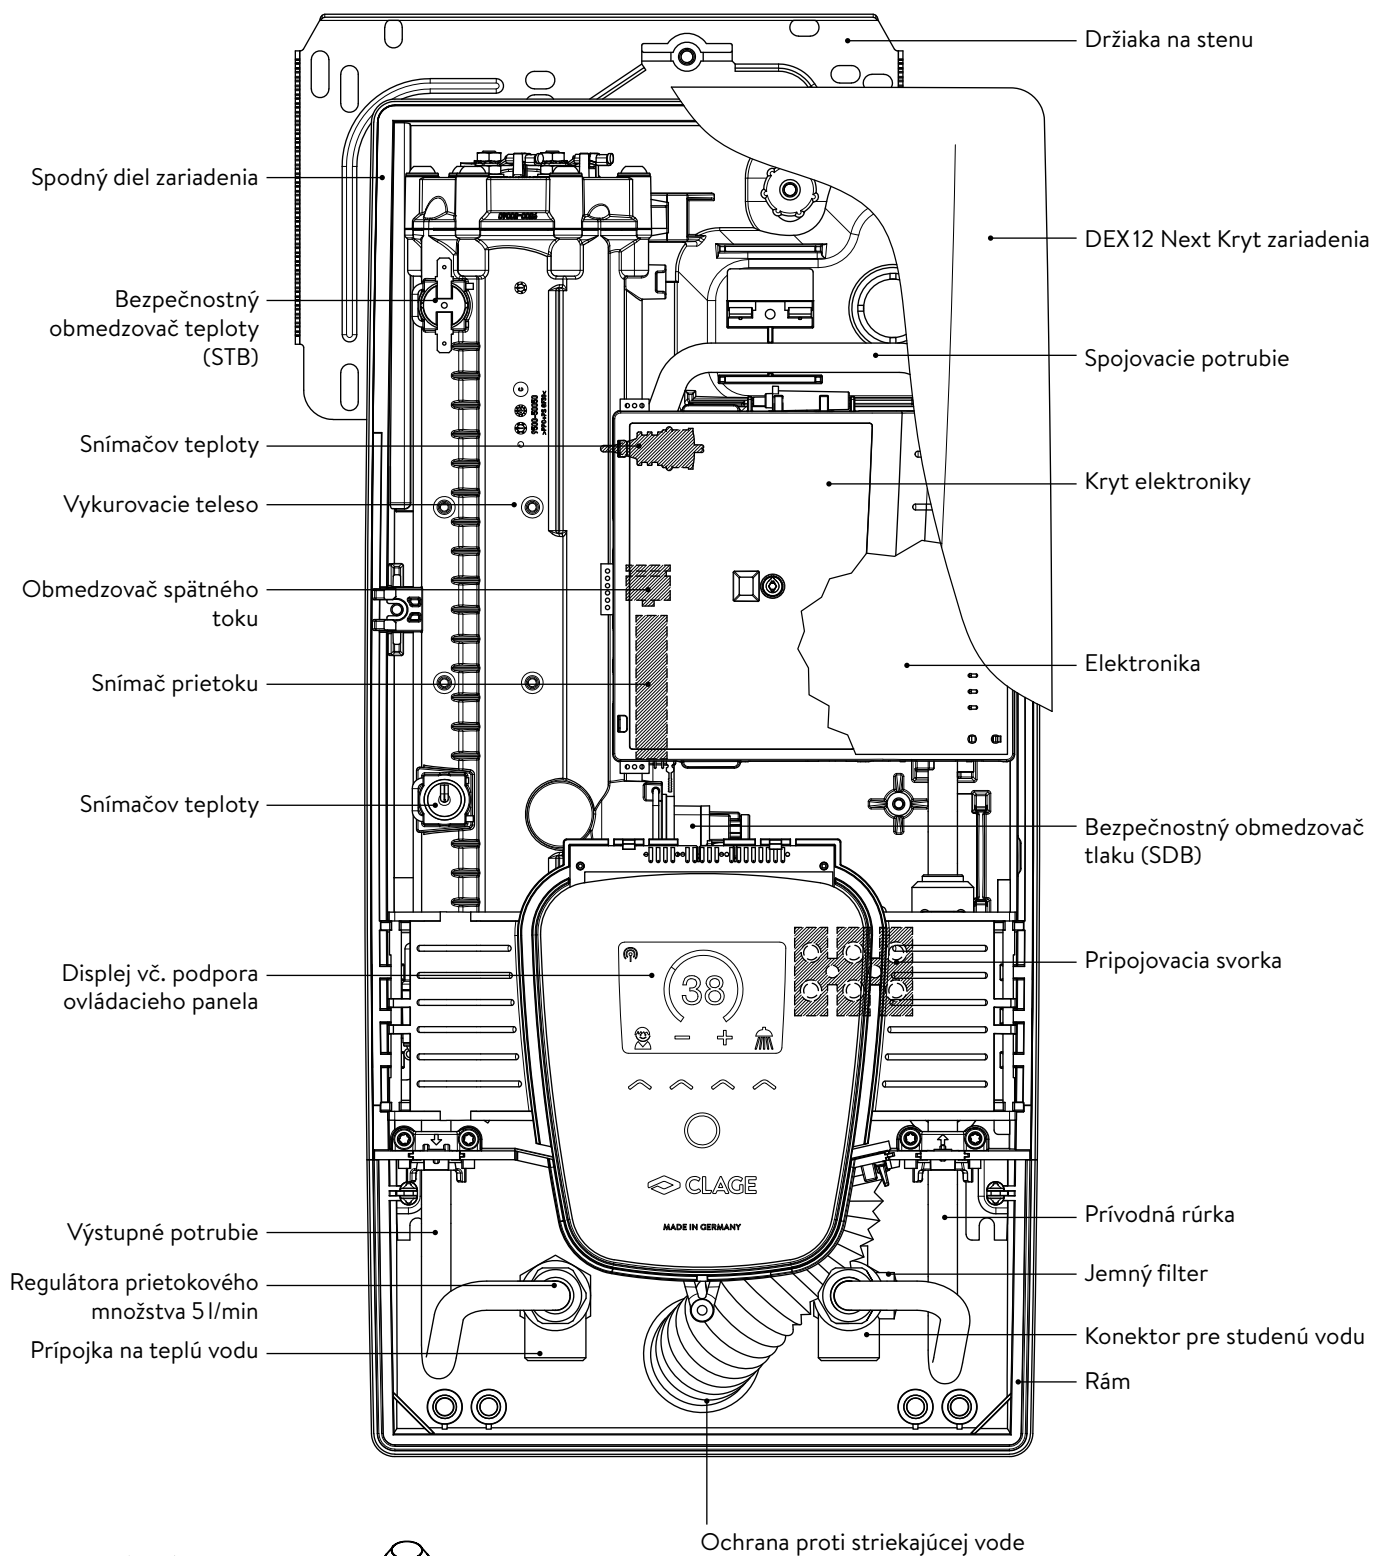 Držiaka na stenu
Spodný diel zariadenia
DEX12 Next Kryt zariadenia
Bezpečnostný
obmedzovač teploty
(STB)
Spojovacie potrubie
Snímačov teploty
Kryt elektroniky
Vykurovacie teleso
Obmedzovač spätného
toku
Elektronika
Snímač prietoku
Snímačov teploty
Bezpečnostný obmedzovač
tlaku (SDB)
Displej vč. podpora
ovládacieho panela
38
Pripojovacia svorka
CLAGE
MADE IN GERMANY
Výstupné potrubie
Prívodná rúrka
Regulátora prietokového
množstva 5 l/min
Jemný filter
Prípojka na teplú vodu
Konektor pre studenú vodu
Rám
Ochrana proti striekajúcej vode